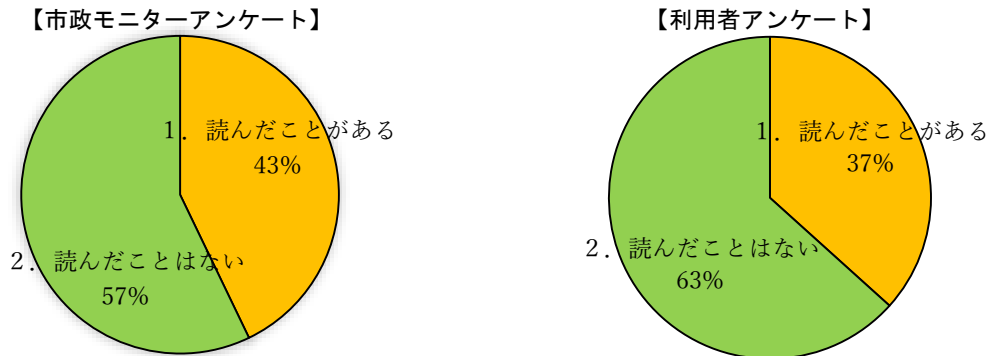 【市政モニターアンケート】
1．読んだことがある
43%
2．読んだことはない
57%
【利用者アンケート】
1．読んだことがある
37%
2．読んだことはない
63%